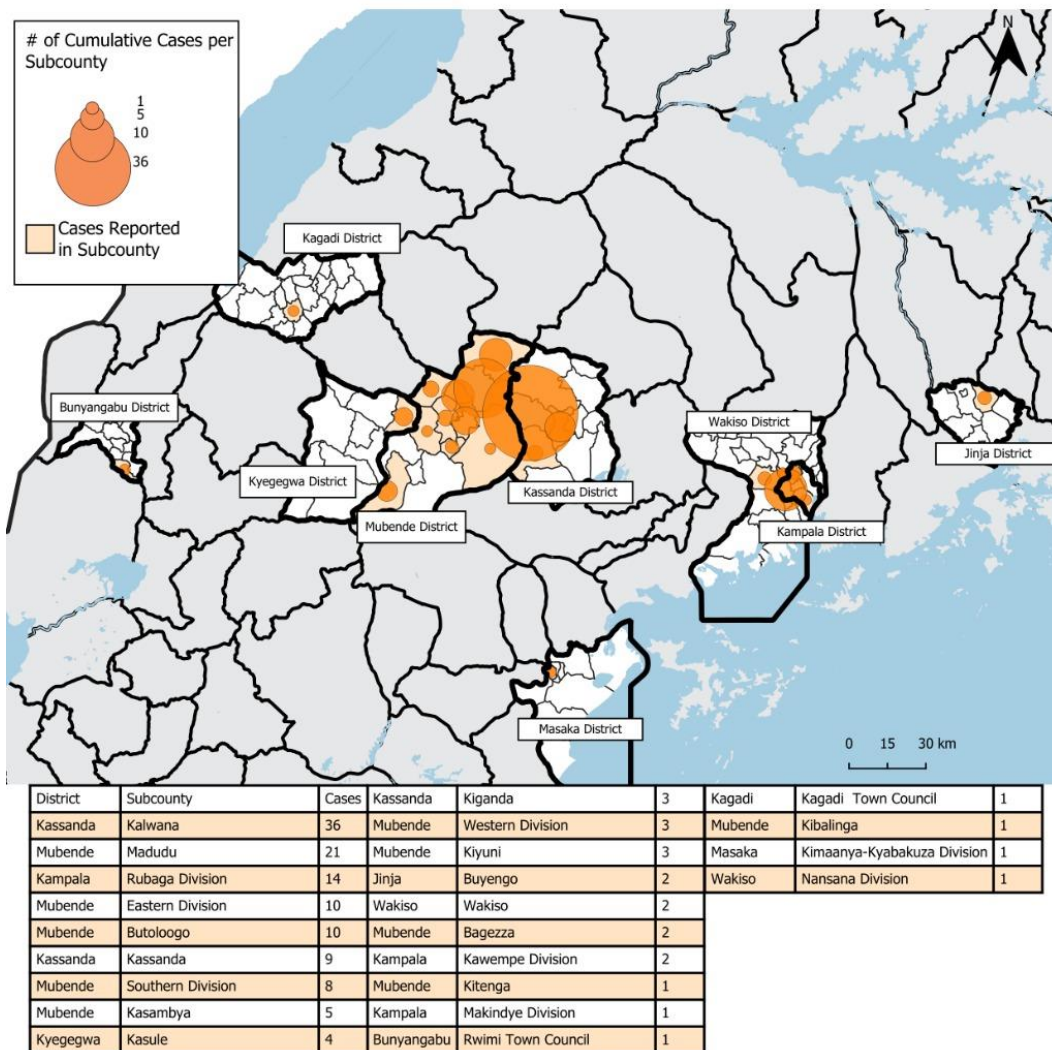 # of Cumulative Cases per
Subcounty
1
5
10
36
Cases Reported
in Subcounty
N
Kagadi District
Bunyangabu District
Wakiso District
Jinja District
Kyegegwa District
Kassanda District
Mubende District
Kampala District
Masaka District
0 15 30 km
District Subcounty Cases Kassanda Kiganda 3 Kagadi Kagadi Town Council 1
Kassanda Kalwana 36 Mubende Western Division 3 Mubende Kibalinga 1
Mubende Madudu 21 Mubende Kiyuni 3 Masaka Kimaanya-Kyabakuza Division 1
Kampala Rubaga Division 14 Jinja Buyengo 2 Wakiso Nansana Division 1
Mubende Eastern Division 10 Wakiso Wakiso 2
Mubende Butoloogo 10 Mubende Bagezza 2
Kassanda Kassanda 9 Kampala Kawempe Division 2
Mubende Southern Division 8 Mubende Kitenga 1
Mubende Kasambya 5 Kampala Makindye Division 1
Kyegegwa Kasule 4 Bunyangabu Rwimi Town Council 1